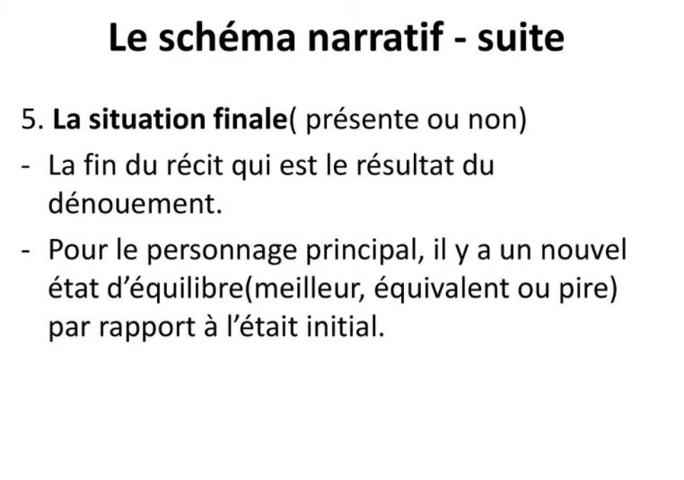 Le schéma narratif - suite
5. La situation finale( présente ou non)
- La fin du récit qui est le résultat du
dénouement.
- Pour le personnage principal, il y a un nouvel
état d’équilibre(meilleur, équivalent ou pire)
par rapport à l’était initial.